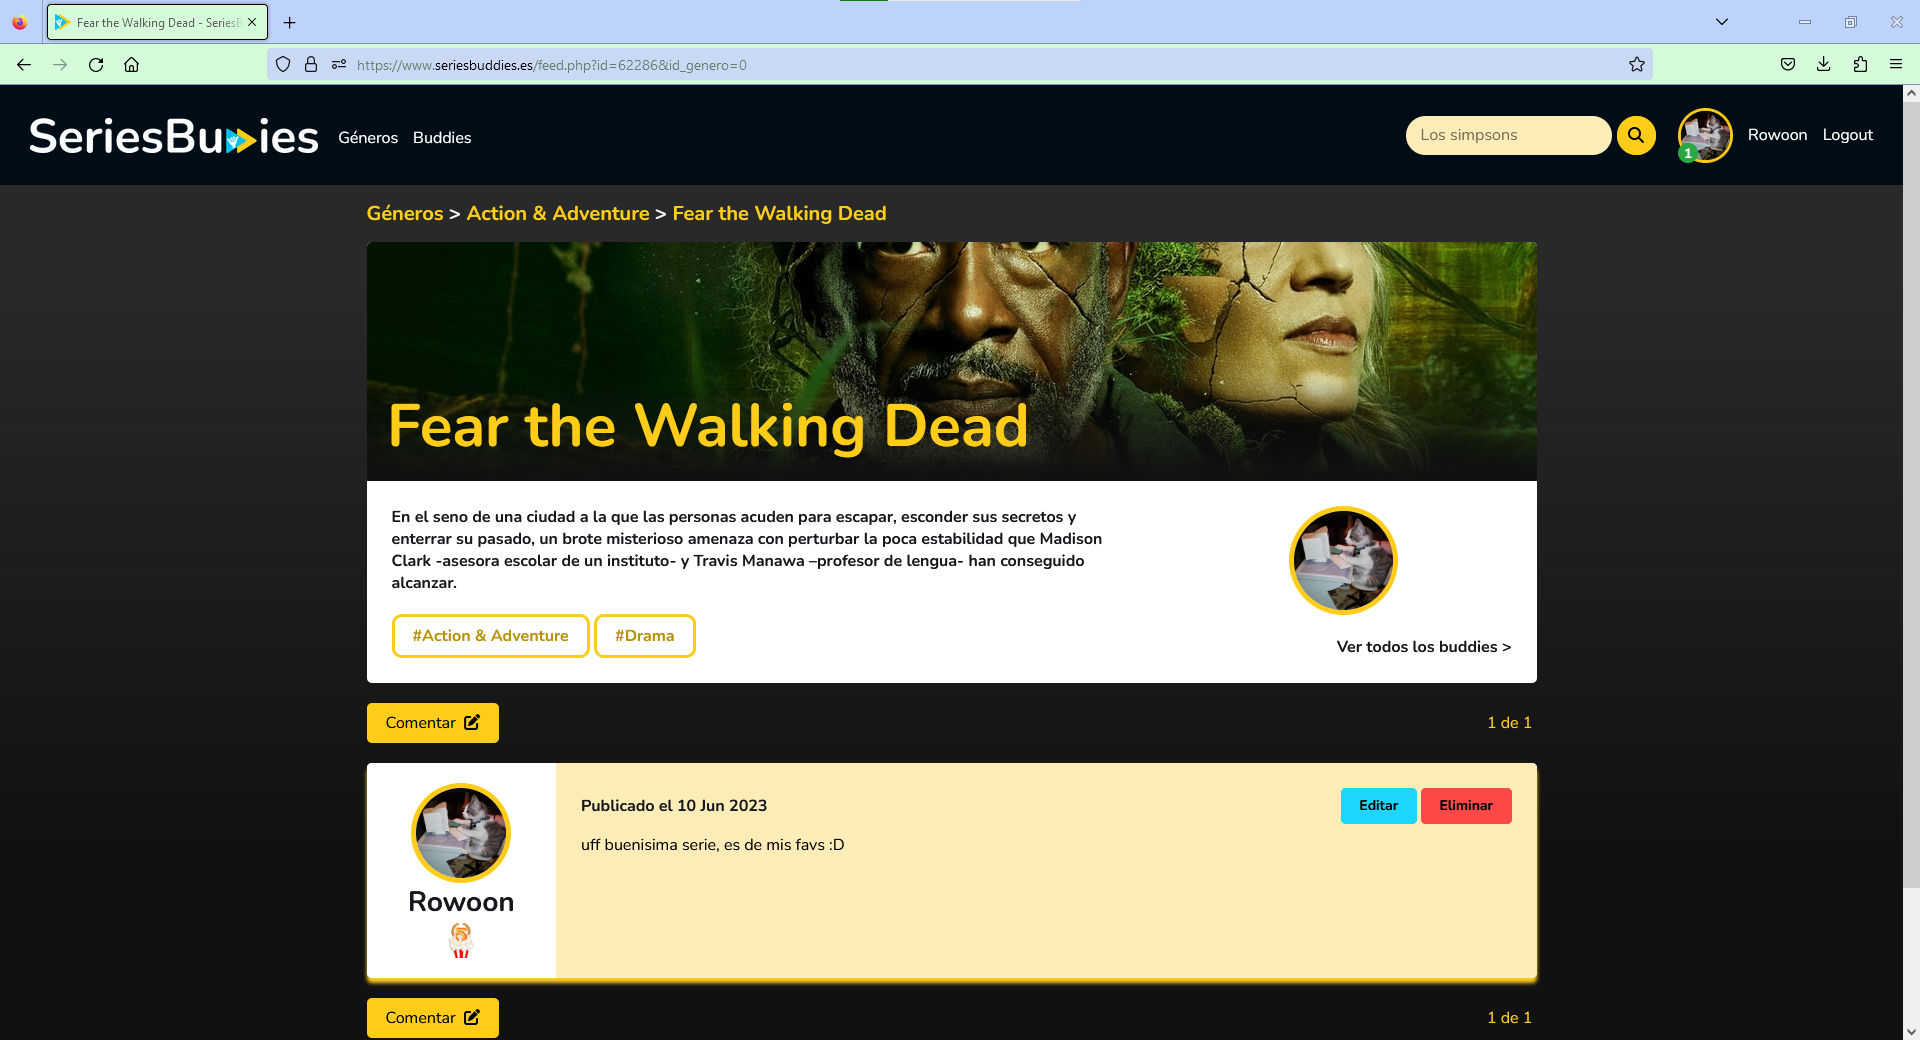 Fear the Walking Dead - SeriesB
https://www.seriesbuddies.es/feed.php?id=62286&id_genero=0
SeriesBuddies
Géneros
Buddies
Los simpsons
1
Rowoon
Logout
Géneros > Action & Adventure > Fear the Walking Dead
Fear the Walking Dead
En el seno de una ciudad a la que las personas acuden para escapar, esconder sus secretos y
enterrar su pasado, un brote misterioso amenaza con perturbar la poca estabilidad que Madison
Clark -asesora escolar de un instituto- y Travis Manawa –profesor de lengua- han conseguido
alcanzar.
#Action & Adventure
#Drama
Ver todos los buddies >
Comentar
1 de 1
Publicado el 10 Jun 2023
Editar
Eliminar
uff buenisima serie, es de mis favs :D
Rowoon
Comentar
1 de 1